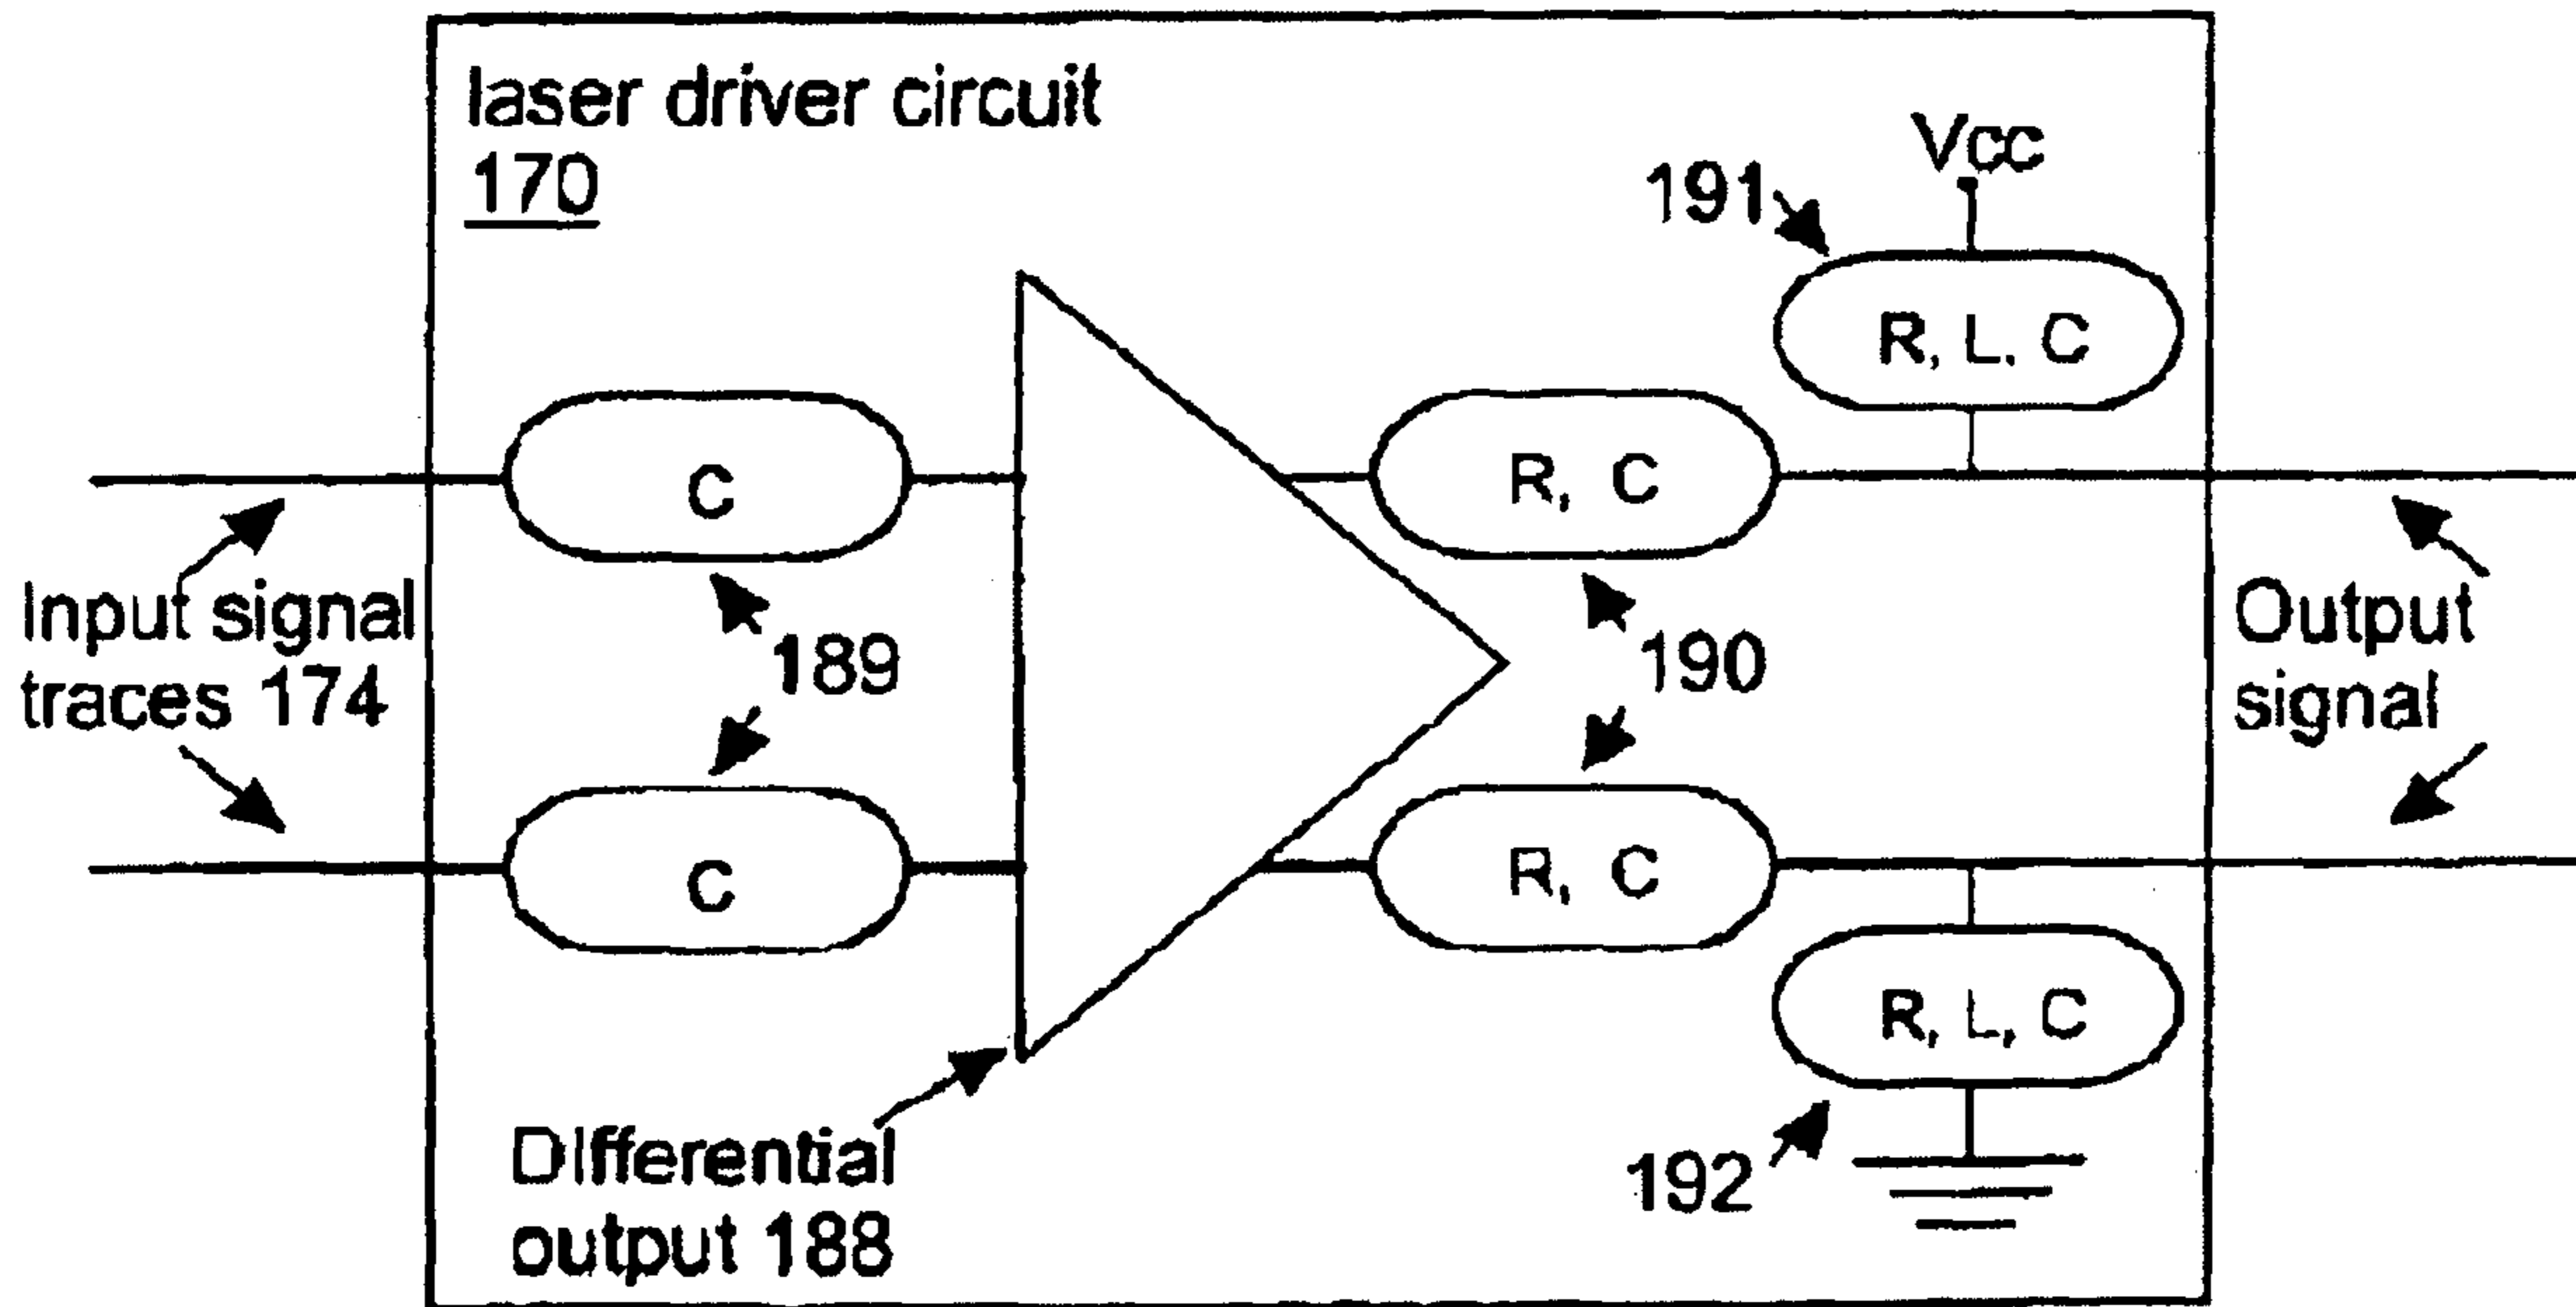 laser driver circuit
170
Vcc
191
R, L, C
C
R, C
Input signal
traces 174
189
190
Output
signal
C
R, C
R, L, C
192
Differential
output 188